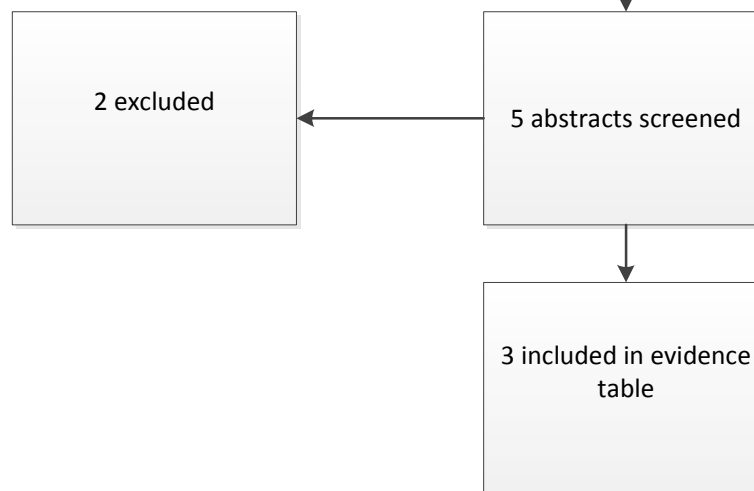 2 excluded
5 abstracts screened
3 included in evidence
table